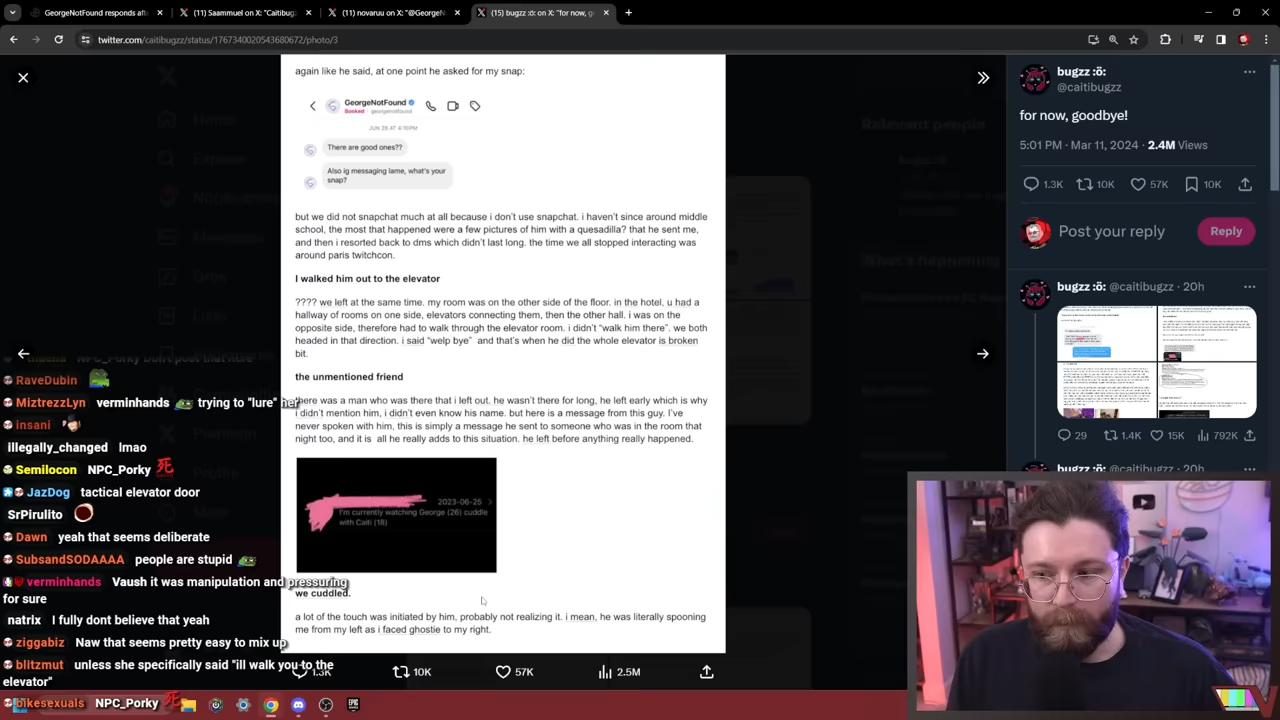 GeorgeNotFound responds afte
(11) Saammuel on X: "Caitibug
(11) novaruu on X: "@GeorgeN
(15) bugzz :ö: on X: "for now, g
twitter.com/caitibugzz/status/1767340020543680672/photo/3
again like he said, at one point he asked for my snap:
GeorgeNotFound
Booked · georgenotfound
JUN 28 AT 4:10PM
There are good ones??
Also ig messaging lame, what's your
snap?
but we did not snapchat much at all because i don't use snapchat. i haven't since around middle
school, the most that happened were a few pictures of him with a quesadilla? that he sent me,
and then i resorted back to dms which didn't last long. the time we all stopped interacting was
around paris twitchcon.
I walked him out to the elevator
???? we left at the same time. my room was on the other side of the floor. in the hotel, u had a
hallway of rooms on one side, elevators connecting them, then the other hall. i was on the
opposite side, therefore had to walk through the elevator room. i didn't "walk him there". we both
headed in that direction. i said "welp bye" and that's when he did the whole elevator is broken
bit.
the unmentioned friend
there was a man who was there that i left out. he wasn't there for long, he left early which is why
i didn't mention him, i didn't even know his name. but here is a message from this guy. I've
never spoken with him, this is simply a message he sent to someone who was in the room that
night too, and it is all he really adds to this situation. he left before anything really happened.
2023-06-25
I'm currently watching George (26) cuddle
with Caiti (18)
we cuddled.
a lot of the touch was initiated by him, probably not realizing it. i mean, he was literally spooning
me from my left as i faced ghostie to my right.
1.3K
10K
57K
2.5M
RaveDubin
MiztrezzLyn verminhands trying to "lure" her
insani
illegally_changed lmao
Semilocon NPC_Porky 死
JazDog tactical elevator door
SrPirulito
Dawn yeah that seems deliberate
SubsandSODAAAA people are stupid
verminhands Vaush it was manipulation and pressuring
for sure
natrix I fully dont believe that yeah
ziggabiz Naw that seems pretty easy to mix up
blitzmut unless she specifically said "ill walk you to the
elevator"
bikesexuals NPC_Porky 死
bugzz :ö:
@caitibugzz
for now, goodbye!
5:01 PM · Mar 11, 2024 · 2.4M Views
1.3K
10K
57K
10K
Post your reply
Reply
bugzz :ö: @caitibugzz · 20h
29
1K
15K
792K
bugzz :ö: @caitibugzz · 20h
EPIC
GAMES